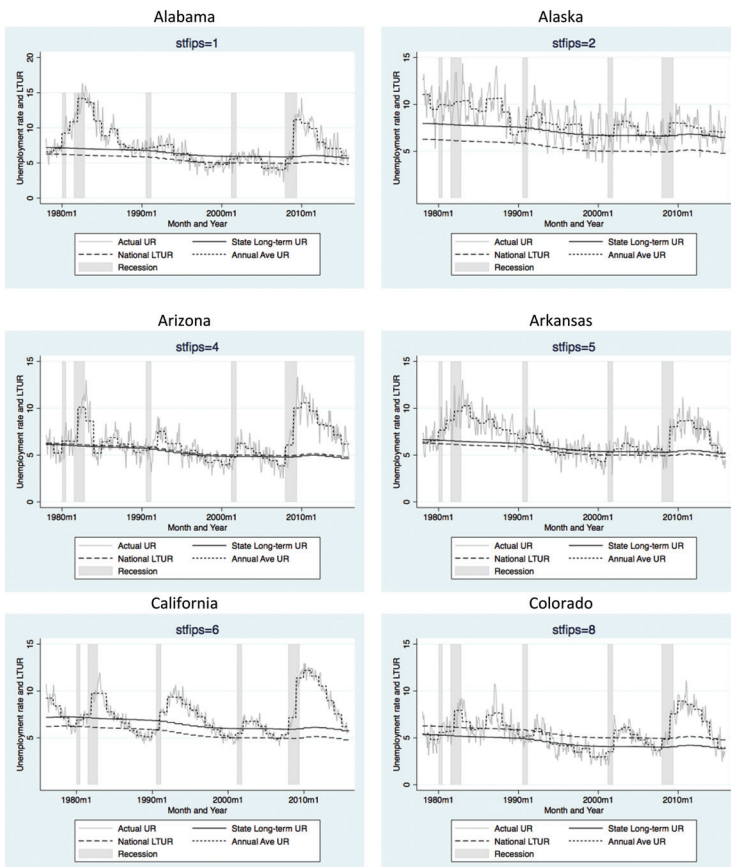 Alabama
Alaska
stfips=1
stfips=2
Unemployment rate and LTUR
0 5 10 15 20
1980m1 1990m1 2000m1 2010m1
Month and Year
Actual UR State Long-term UR
National LTUR Annual Ave UR
Recession
Unemployment rate and LTUR
0 5 10 15
1980m1 1990m1 2000m1 2010m1
Month and Year
Actual UR State Long-term UR
National LTUR Annual Ave UR
Recession
Arizona
Arkansas
stfips=4
stfips=5
Unemployment rate and LTUR
0 5 10 15
1980m1 1990m1 2000m1 2010m1
Month and Year
Actual UR State Long-term UR
National LTUR Annual Ave UR
Recession
Unemployment rate and LTUR
0 5 10 15
1980m1 1990m1 2000m1 2010m1
Month and Year
Actual UR State Long-term UR
National LTUR Annual Ave UR
Recession
California
Colorado
stfips=6
stfips=8
Unemployment rate and LTUR
0 5 10 15
1980m1 1990m1 2000m1 2010m1
Month and Year
Actual UR State Long-term UR
National LTUR Annual Ave UR
Recession
Unemployment rate and LTUR
0 5 10 15
1980m1 1990m1 2000m1 2010m1
Month and Year
Actual UR State Long-term UR
National LTUR Annual Ave UR
Recession